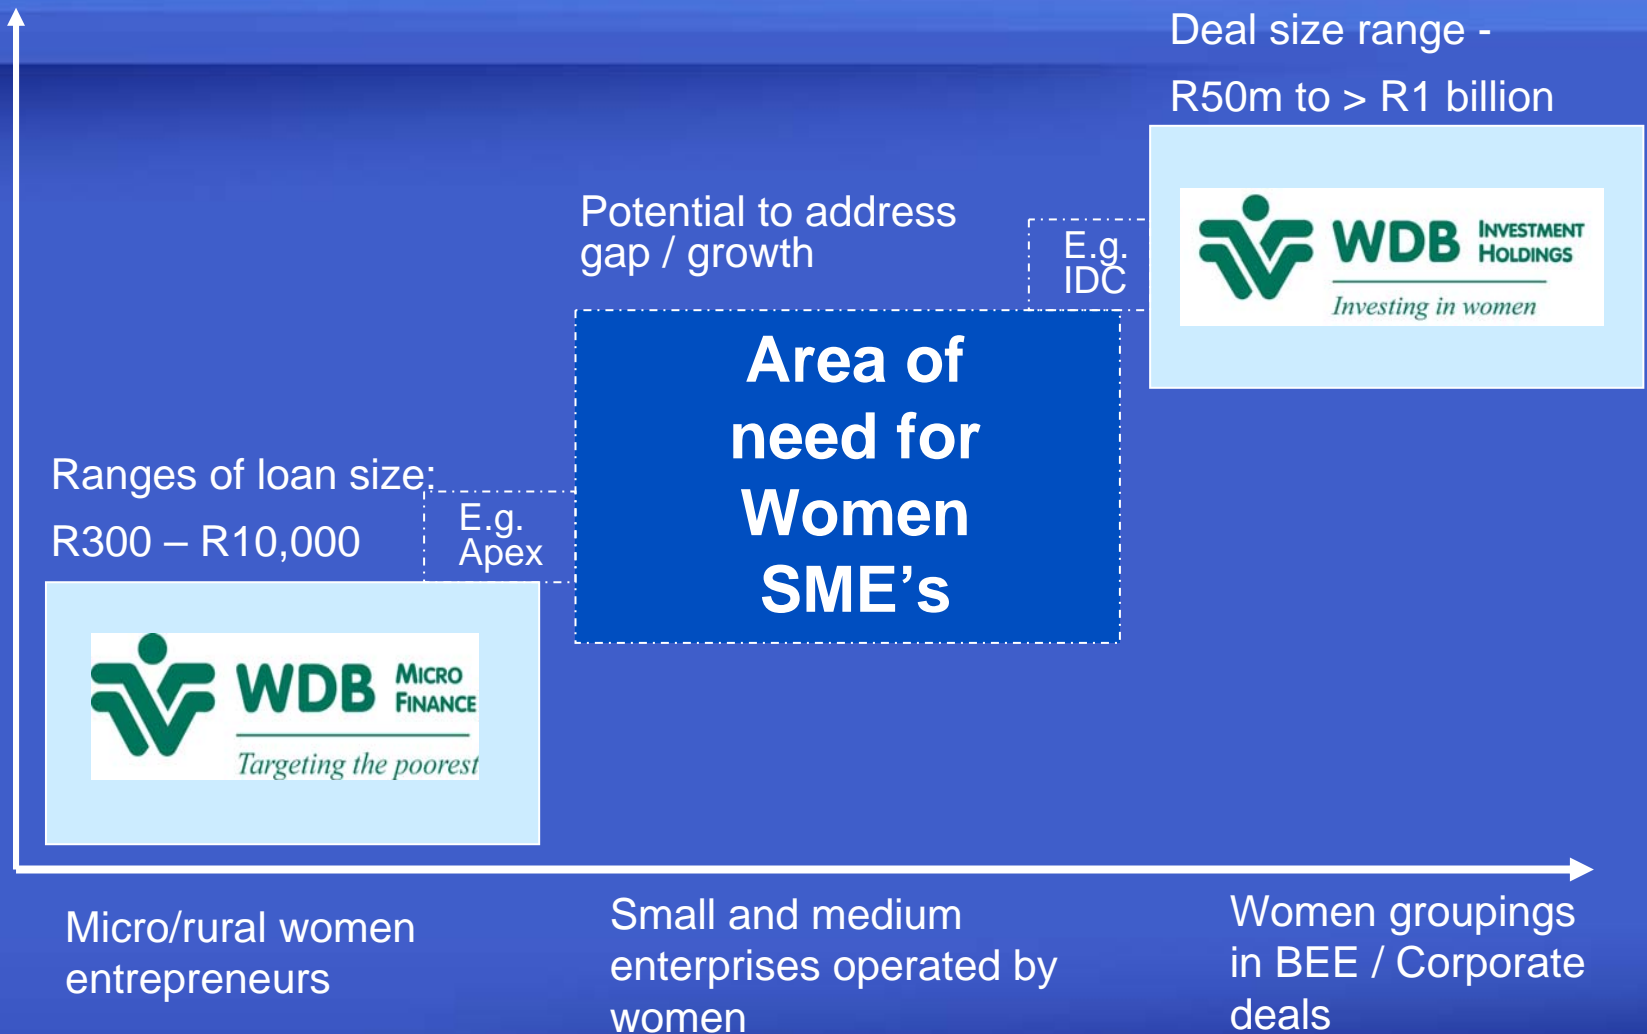 Deal size range -
R50m to > R1 billion
WDB INVESTMENT
HOLDINGS
Investing in women
Potential to address
gap / growth
E.g.
IDC
Area of
need for
Women
SME’s
Ranges of loan size:
R300 – R10,000
E.g.
Apex
WDB MICRO
FINANCE
Targeting the poorest
Micro/rural women
entrepreneurs
Small and medium
enterprises operated by
women
Women groupings
in BEE / Corporate
deals